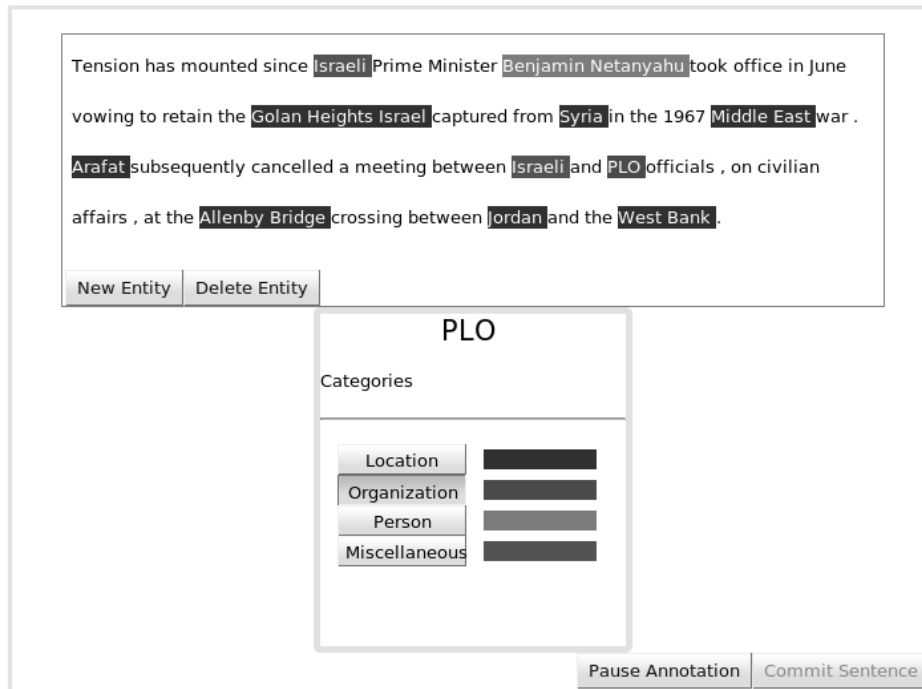 Tension has mounted since Israeli Prime Minister Benjamin Netanyahu took office in June
vowing to retain the Golan Heights Israel captured from Syria in the 1967 Middle East war .
Arafat subsequently cancelled a meeting between Israeli and PLO officials , on civilian
affairs , at the Allenby Bridge crossing between Jordan and the West Bank .
New Entity Delete Entity
PLO
Categories
Location
Organization
Person
Miscellaneous
Pause Annotation Commit Sentence